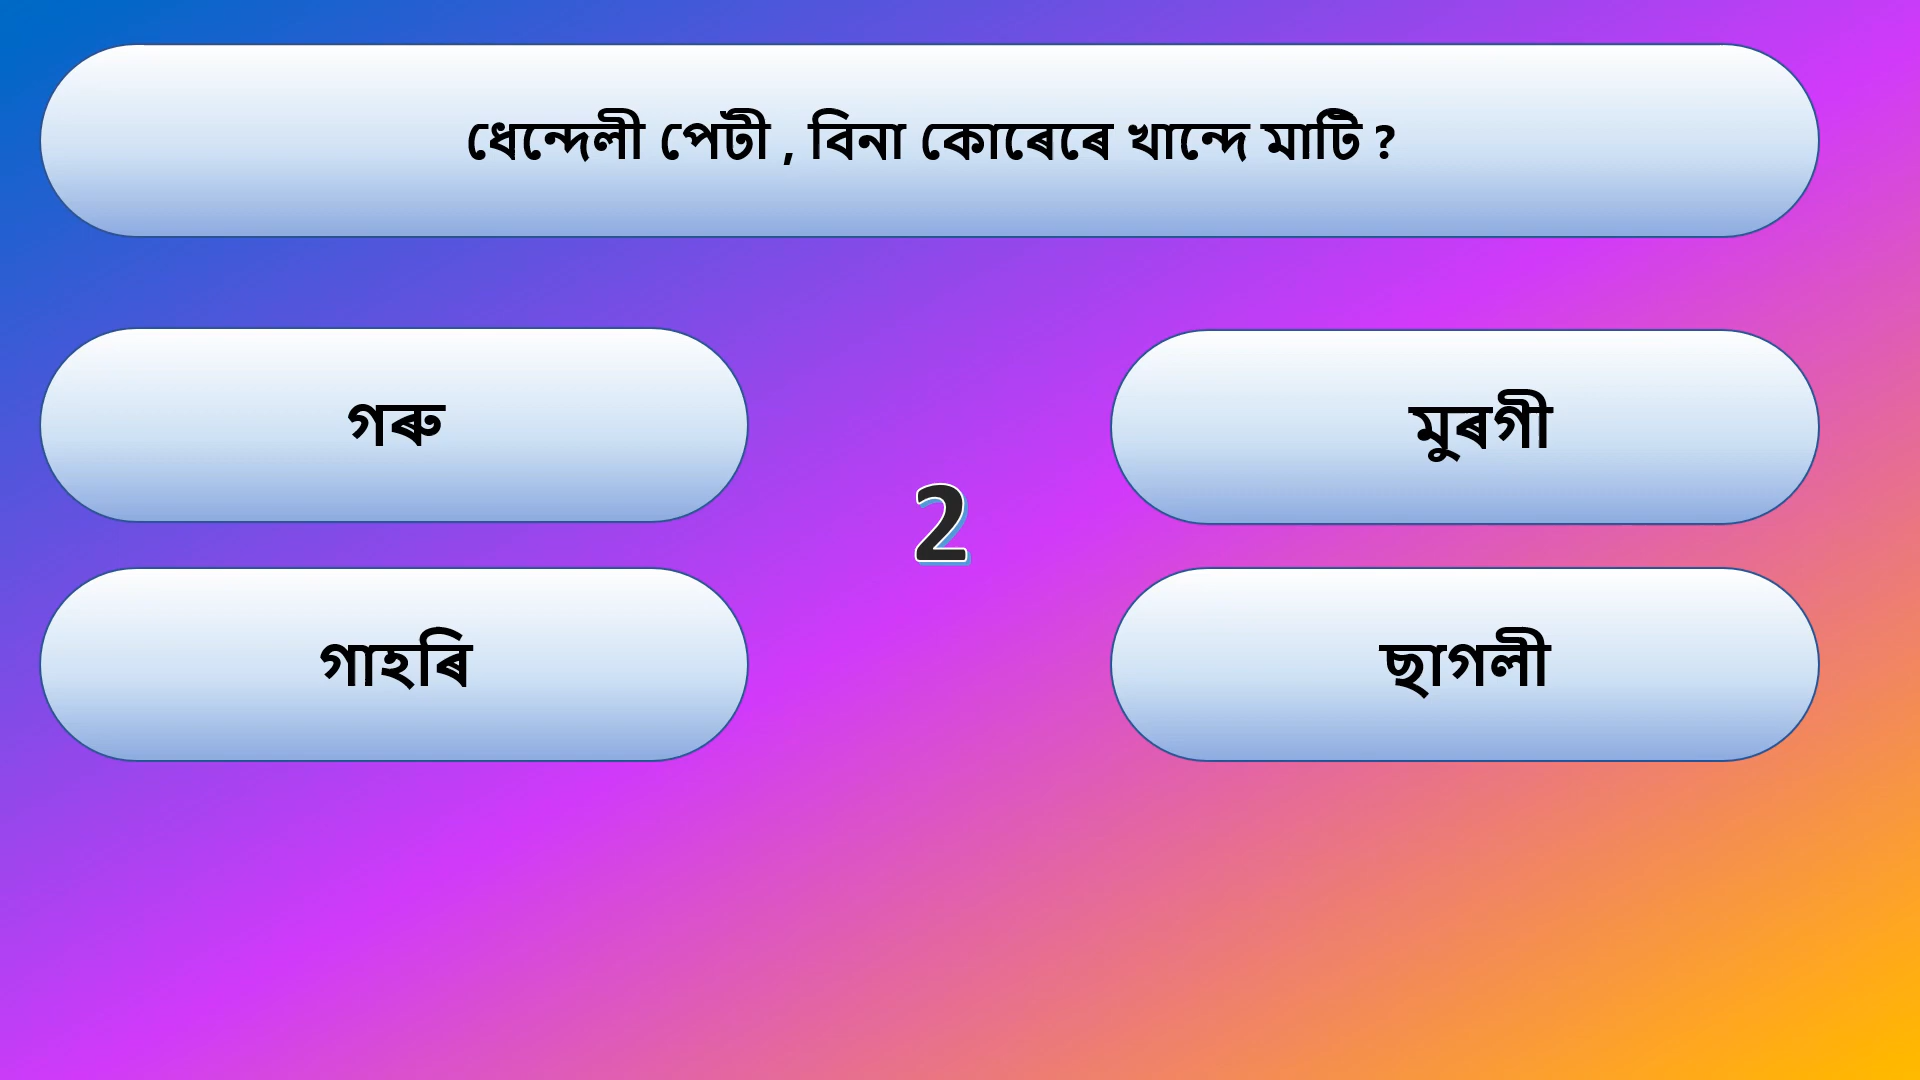 ধেন্দেলী পেটী , বিনা কোৰেৰে খান্দে মাটি ?
গৰু
মুৰগী
2
গাহৰি
ছাগলী